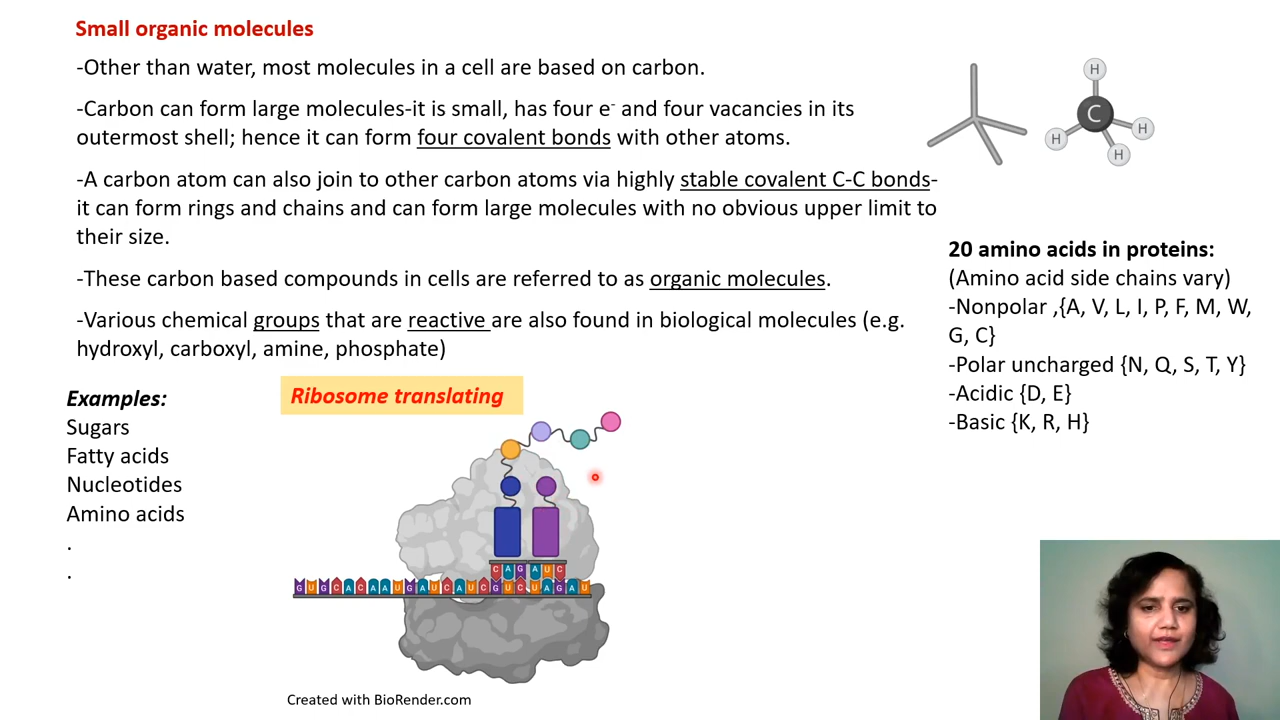 Small organic molecules
-Other than water, most molecules in a cell are based on carbon.
-Carbon can form large molecules-it is small, has four e- and four vacancies in its
outermost shell; hence it can form four covalent bonds with other atoms.
-A carbon atom can also join to other carbon atoms via highly stable covalent C-C bonds-
it can form rings and chains and can form large molecules with no obvious upper limit to
their size.
-These carbon based compounds in cells are referred to as organic molecules.
-Various chemical groups that are reactive are also found in biological molecules (e.g.
hydroxyl, carboxyl, amine, phosphate)
H
C
H
H
H
20 amino acids in proteins:
(Amino acid side chains vary)
-Nonpolar ,{A, V, L, I, P, F, M, W,
G, C}
-Polar uncharged {N, Q, S, T, Y}
-Acidic {D, E}
-Basic {K, R, H}
Examples:
Sugars
Fatty acids
Nucleotides
Amino acids
.
.
Ribosome translating
C A G A U C
G U G C A C A A U G A U C A U C G U C U A G A U
Created with BioRender.com